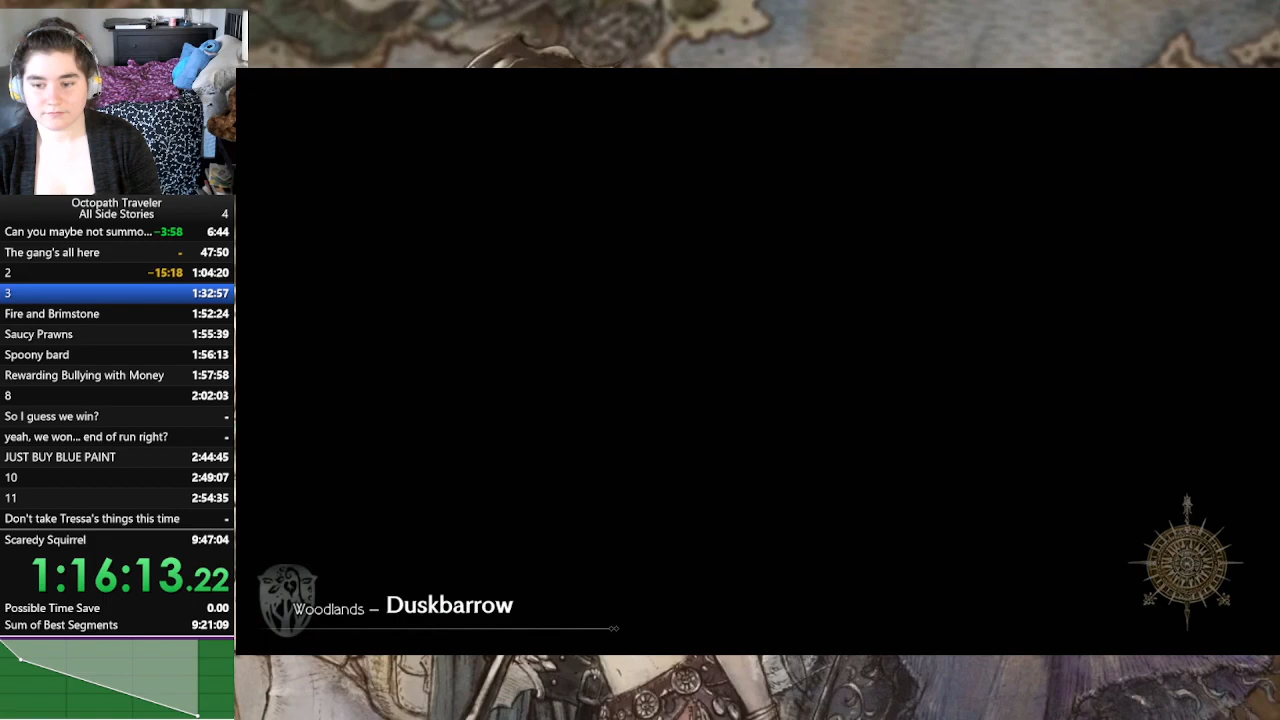 Octopath Traveler
All Side Stories 4
Can you maybe not summo... −3:58 6:44
The gang's all here - 47:50
2 −15:18 1:04:20
3 1:32:57
Fire and Brimstone 1:52:24
Saucy Prawns 1:55:39
Spoony bard 1:56:13
Rewarding Bullying with Money 1:57:58
8 2:02:03
So I guess we win? -
yeah, we won... end of run right? -
JUST BUY BLUE PAINT 2:44:45
10 2:49:07
11 2:54:35
Don't take Tressa's things this time -
Scaredy Squirrel 9:47:04
1:16:13.22
Possible Time Save 0.00
Sum of Best Segments 9:21:09
Woodlands – Duskbarrow